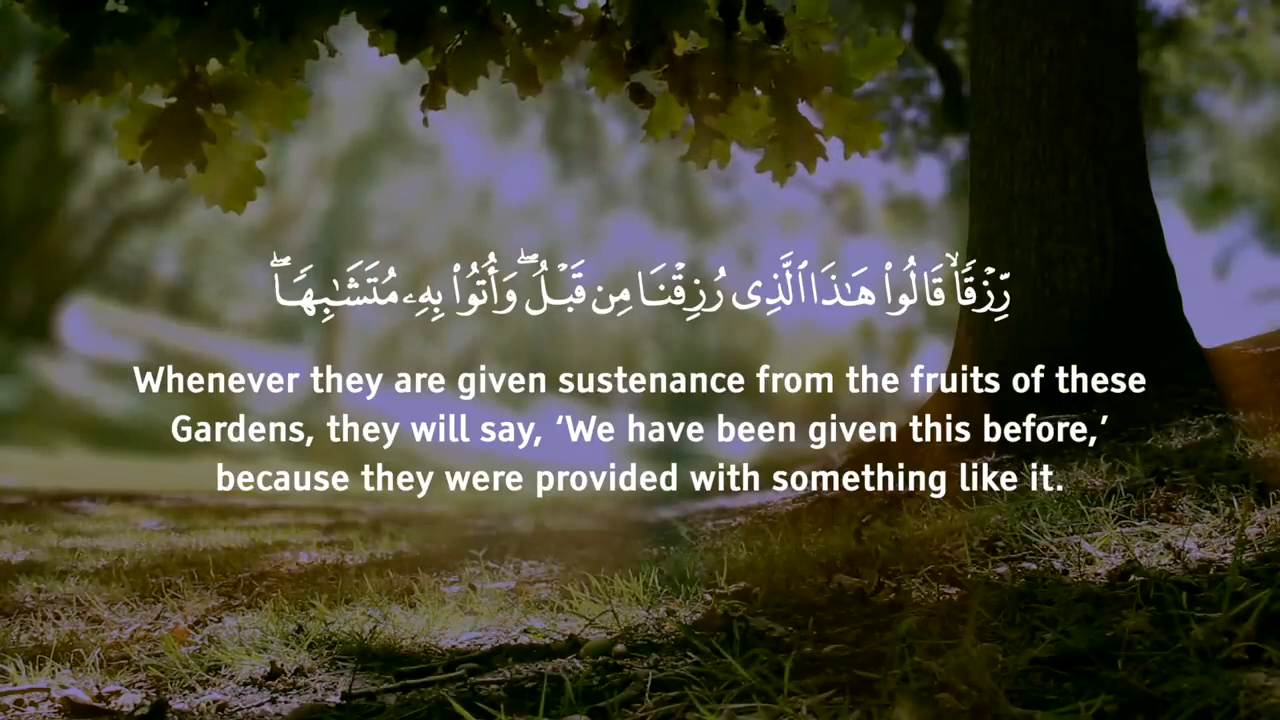 رِّزْقًۭا ۙ قَالُوا۟ هَـٰذَا ٱلَّذِى رُزِقْنَا مِن قَبْلُ ۖ وَأُتُوا۟ بِهِۦ مُتَشَـٰبِهًۭا ۖ
Whenever they are given sustenance from the fruits of these
Gardens, they will say, ‘We have been given this before,’
because they were provided with something like it.